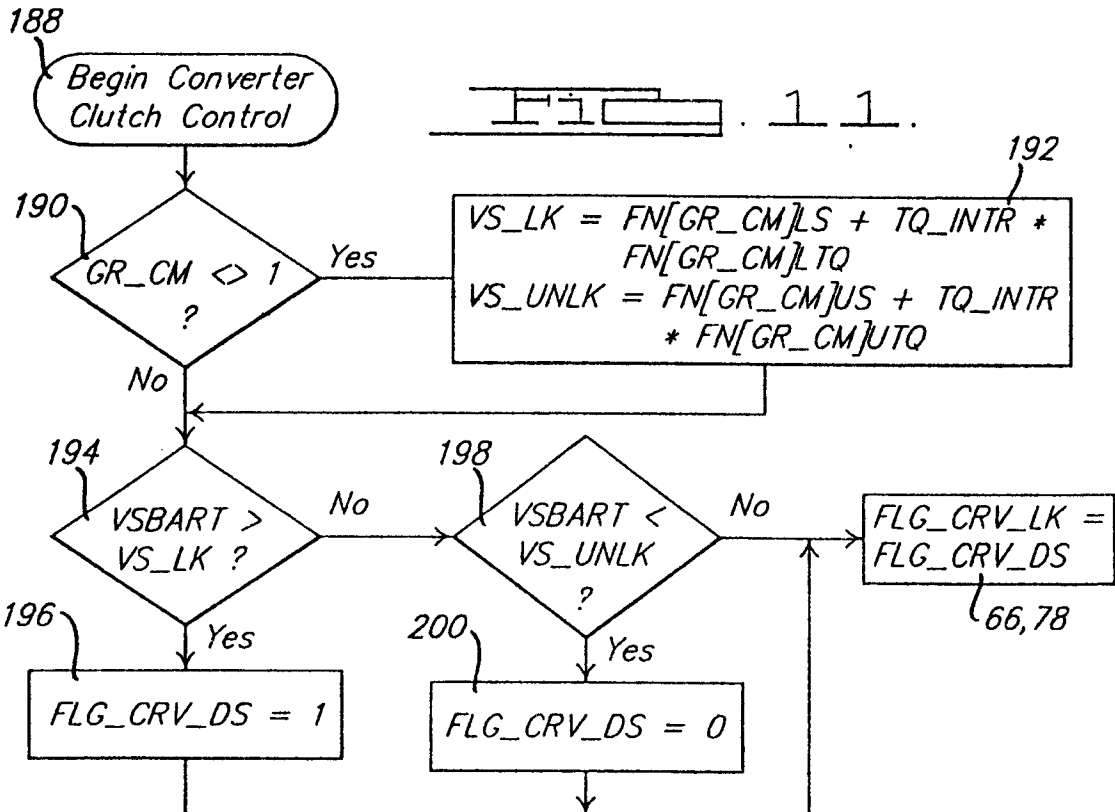 188
Begin Converter
Clutch Control
190
GR_CM <> 1
?
Yes
No
192
VS_LK = FN[GR_CM]LS + TQ_INTR *
FN[GR_CM]LTQ
VS_UNLK = FN[GR_CM]US + TQ_INTR
* FN[GR_CM]UTQ
194
VSBART >
VS_LK ?
No
Yes
198
VSBART <
VS_UNLK
?
No
Yes
FLG_CRV_LK =
FLG_CRV_DS
66,78
196
FLG_CRV_DS = 1
200
FLG_CRV_DS = 0